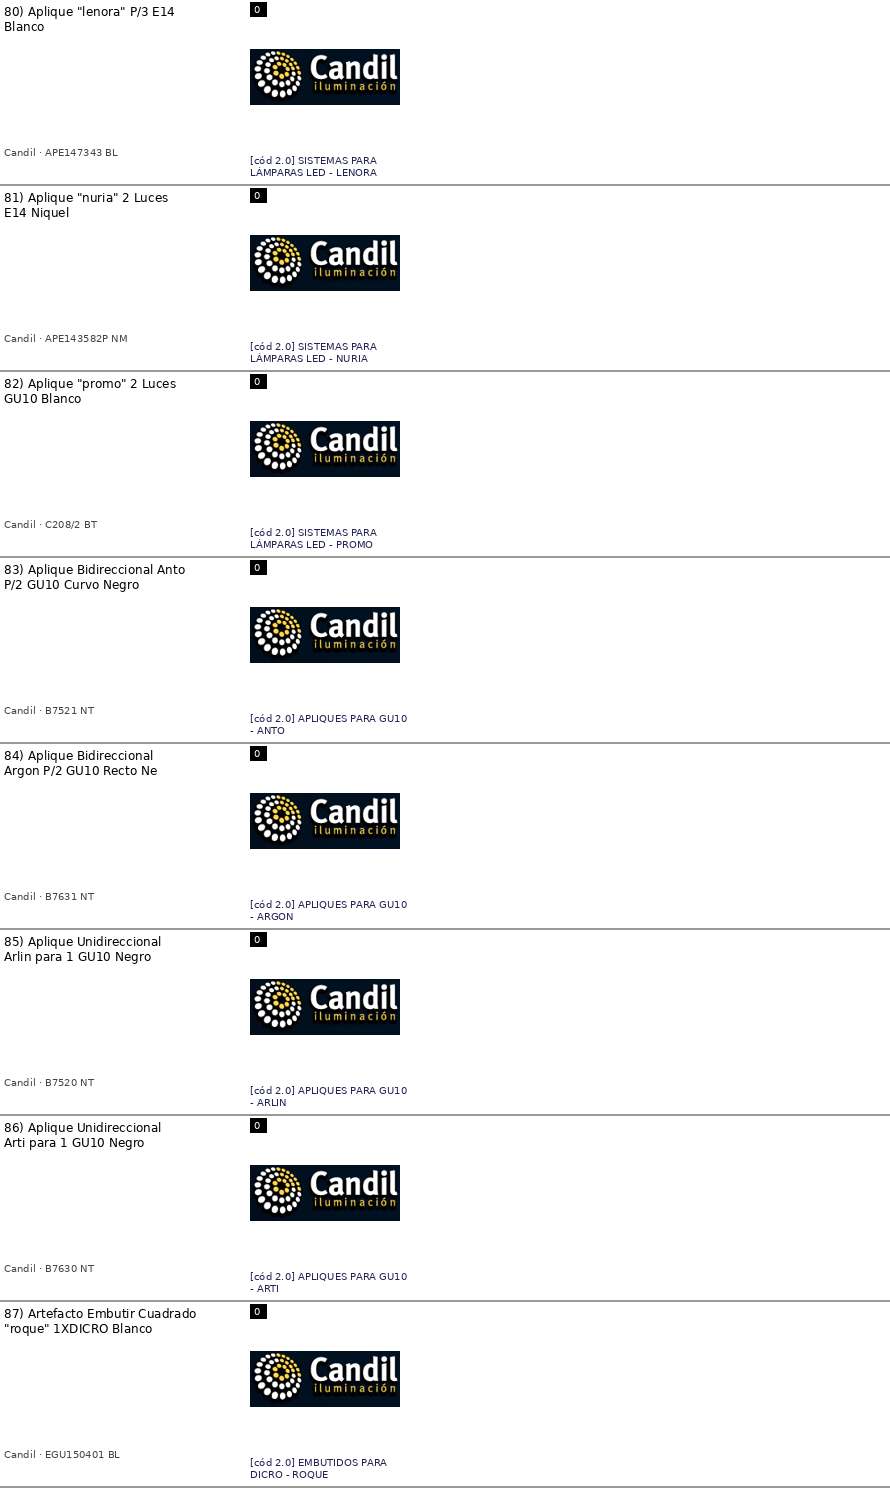 80) Aplique "lenora" P/3 E14
Blanco
0
Candil
iluminación
Candil · APE147343 BL
[cód 2.0] SISTEMAS PARA
LÁMPARAS LED - LENORA
81) Aplique "nuria" 2 Luces
E14 Niquel
0
Candil
iluminación
Candil · APE143582P NM
[cód 2.0] SISTEMAS PARA
LÁMPARAS LED - NURIA
82) Aplique "promo" 2 Luces
GU10 Blanco
0
Candil
iluminación
Candil · C208/2 BT
[cód 2.0] SISTEMAS PARA
LÁMPARAS LED - PROMO
83) Aplique Bidireccional Anto
P/2 GU10 Curvo Negro
0
Candil
iluminación
Candil · B7521 NT
[cód 2.0] APLIQUES PARA GU10
- ANTO
84) Aplique Bidireccional
Argon P/2 GU10 Recto Ne
0
Candil
iluminación
Candil · B7631 NT
[cód 2.0] APLIQUES PARA GU10
- ARGON
85) Aplique Unidireccional
Arlin para 1 GU10 Negro
0
Candil
iluminación
Candil · B7520 NT
[cód 2.0] APLIQUES PARA GU10
- ARLIN
86) Aplique Unidireccional
Arti para 1 GU10 Negro
0
Candil
iluminación
Candil · B7630 NT
[cód 2.0] APLIQUES PARA GU10
- ARTI
87) Artefacto Embutir Cuadrado
"roque" 1XDICRO Blanco
0
Candil
iluminación
Candil · EGU150401 BL
[cód 2.0] EMBUTIDOS PARA
DICRO - ROQUE